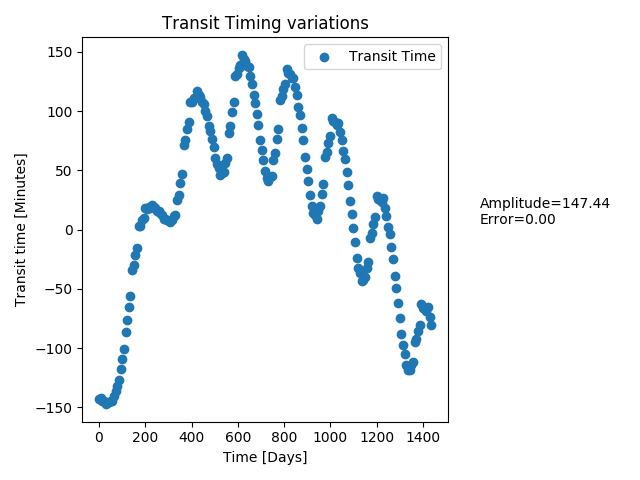 Transit Timing variations
Transit Time
Transit time [Minutes]
150
100
50
0
−50
−100
−150
0 200 400 600 800 1000 1200 1400
Time [Days]
Amplitude=147.44
Error=0.00